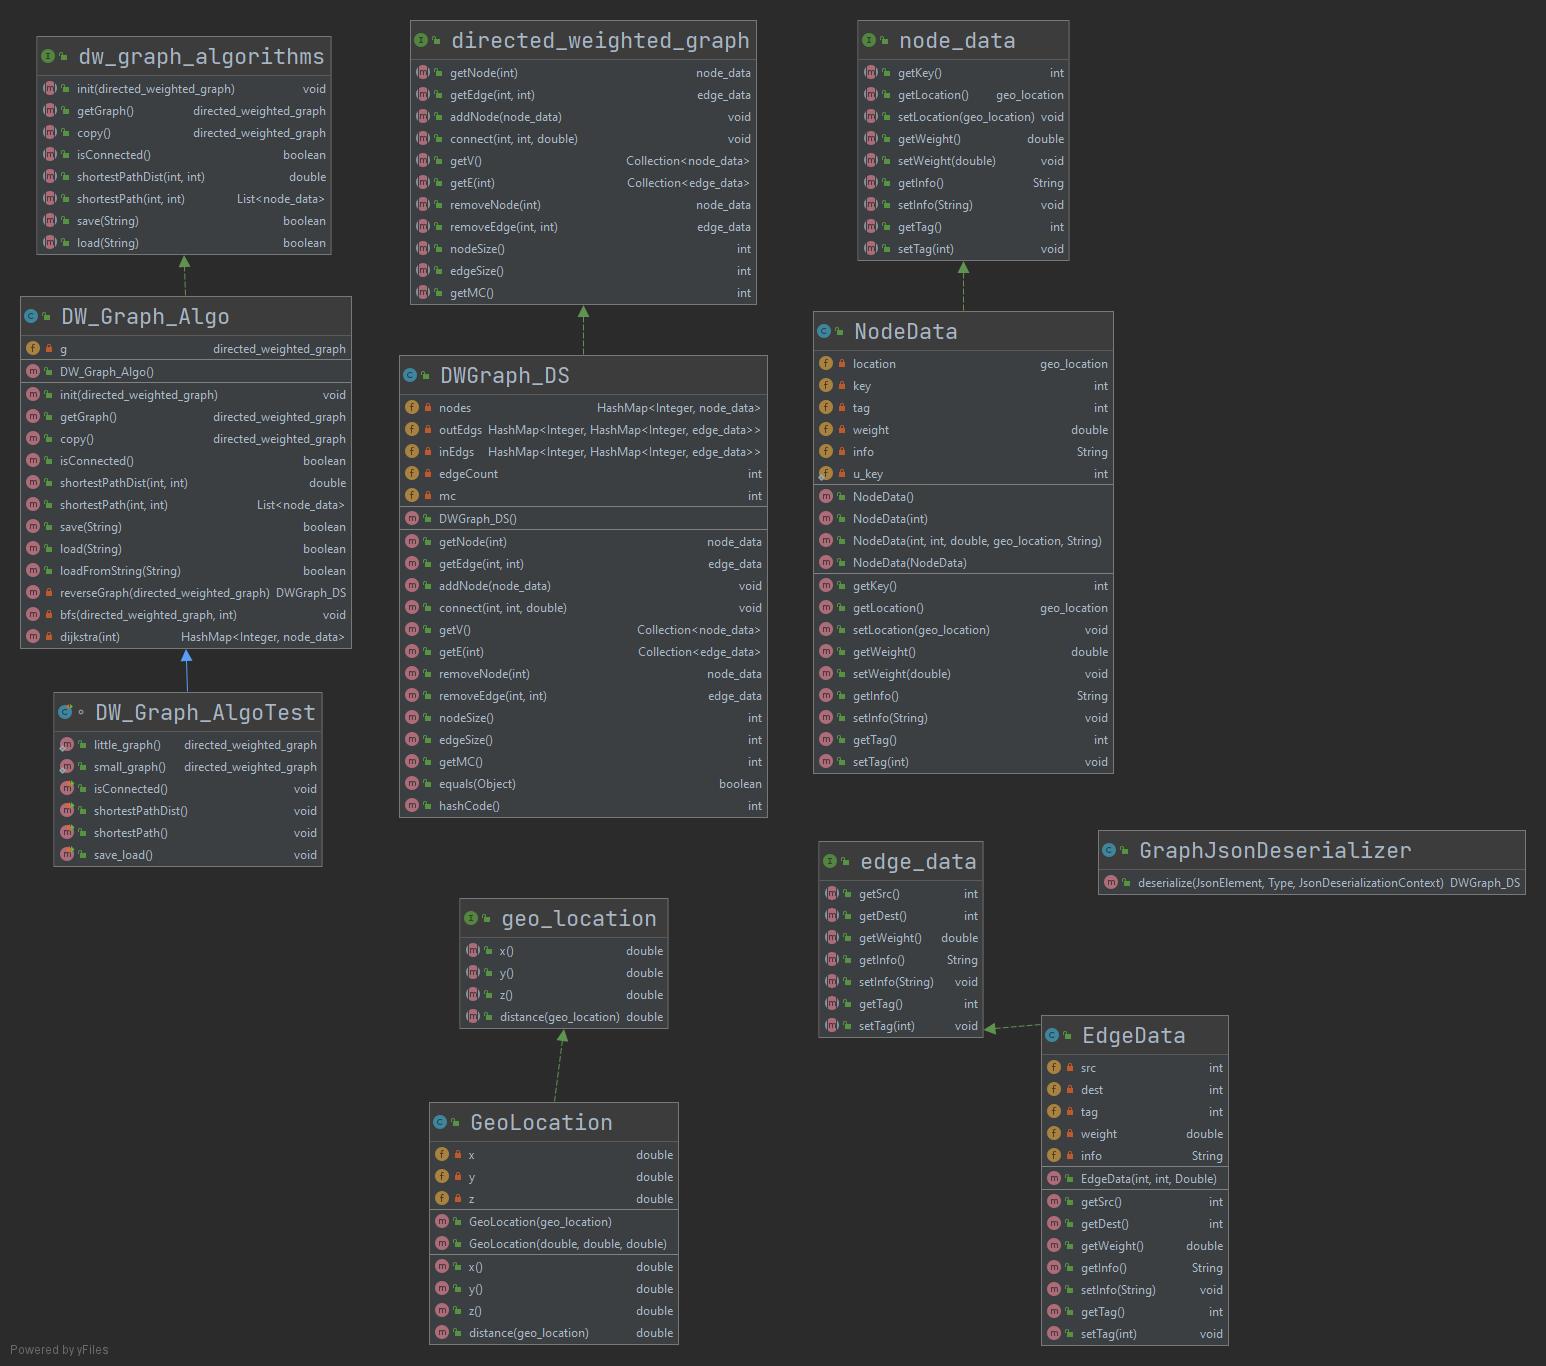 dw_graph_algorithms
init(directed_weighted_graph) void
getGraph() directed_weighted_graph
copy() directed_weighted_graph
isConnected() boolean
shortestPathDist(int, int) double
shortestPath(int, int) List<node_data>
save(String) boolean
load(String) boolean
directed_weighted_graph
getNode(int) node_data
getEdge(int, int) edge_data
addNode(node_data) void
connect(int, int, double) void
getV() Collection<node_data>
getE(int) Collection<edge_data>
removeNode(int) node_data
removeEdge(int, int) edge_data
nodeSize() int
edgeSize() int
getMC() int
node_data
getKey() int
getLocation() geo_location
setLocation(geo_location) void
getWeight() double
setWeight(double) void
getInfo() String
setInfo(String) void
getTag() int
setTag(int) void
DW_Graph_Algo
g directed_weighted_graph
DW_Graph_Algo()
init(directed_weighted_graph) void
getGraph() directed_weighted_graph
copy() directed_weighted_graph
isConnected() boolean
shortestPathDist(int, int) double
shortestPath(int, int) List<node_data>
save(String) boolean
load(String) boolean
loadFromString(String) boolean
reverseGraph(directed_weighted_graph) DWGraph_DS
bfs(directed_weighted_graph, int) void
dijkstra(int) HashMap<Integer, node_data>
DWGraph_DS
nodes HashMap<Integer, node_data>
outEdgs HashMap<Integer, HashMap<Integer, edge_data>>
inEdgs HashMap<Integer, HashMap<Integer, edge_data>>
edgeCount int
mc int
DWGraph_DS()
getNode(int) node_data
getEdge(int, int) edge_data
addNode(node_data) void
connect(int, int, double) void
getV() Collection<node_data>
getE(int) Collection<edge_data>
removeNode(int) node_data
removeEdge(int, int) edge_data
nodeSize() int
edgeSize() int
getMC() int
equals(Object) boolean
hashCode() int
NodeData
location geo_location
key int
tag int
weight double
info String
u_key int
NodeData()
NodeData(int)
NodeData(int, int, double, geo_location, String)
NodeData(NodeData)
getKey() int
getLocation() geo_location
setLocation(geo_location) void
getWeight() double
setWeight(double) void
getInfo() String
setInfo(String) void
getTag() int
setTag(int) void
DW_Graph_AlgoTest
little_graph() directed_weighted_graph
small_graph() directed_weighted_graph
isConnected() void
shortestPathDist() void
shortestPath() void
save_load() void
edge_data
getSrc() int
getDest() int
getWeight() double
getInfo() String
setInfo(String) void
getTag() int
setTag(int) void
GraphJsonDeserializer
deserialize(JsonElement, Type, JsonDeserializationContext) DWGraph_DS
geo_location
x() double
y() double
z() double
distance(geo_location) double
EdgeData
src int
dest int
tag int
weight double
info String
EdgeData(int, int, Double)
getSrc() int
getDest() int
getWeight() double
getInfo() String
setInfo(String) void
getTag() int
setTag(int) void
GeoLocation
x double
y double
z double
GeoLocation(geo_location)
GeoLocation(double, double, double)
x() double
y() double
z() double
distance(geo_location) double
Powered by yFiles